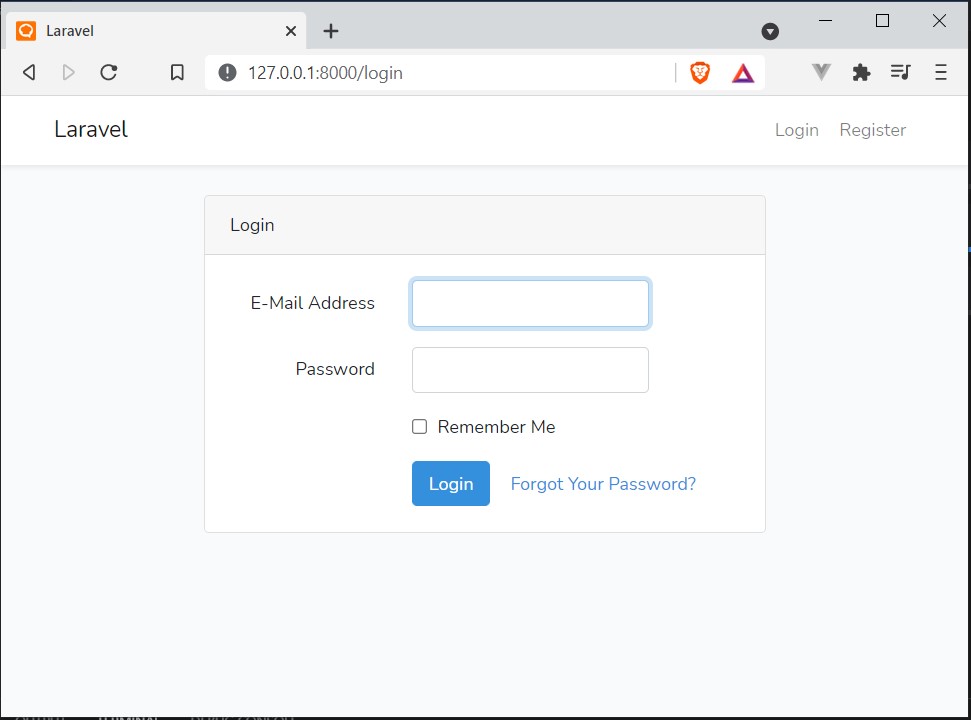 Laravel
127.0.0.1:8000/login
Laravel
Login Register
Login
E-Mail Address
Password
Remember Me
Login Forgot Your Password?